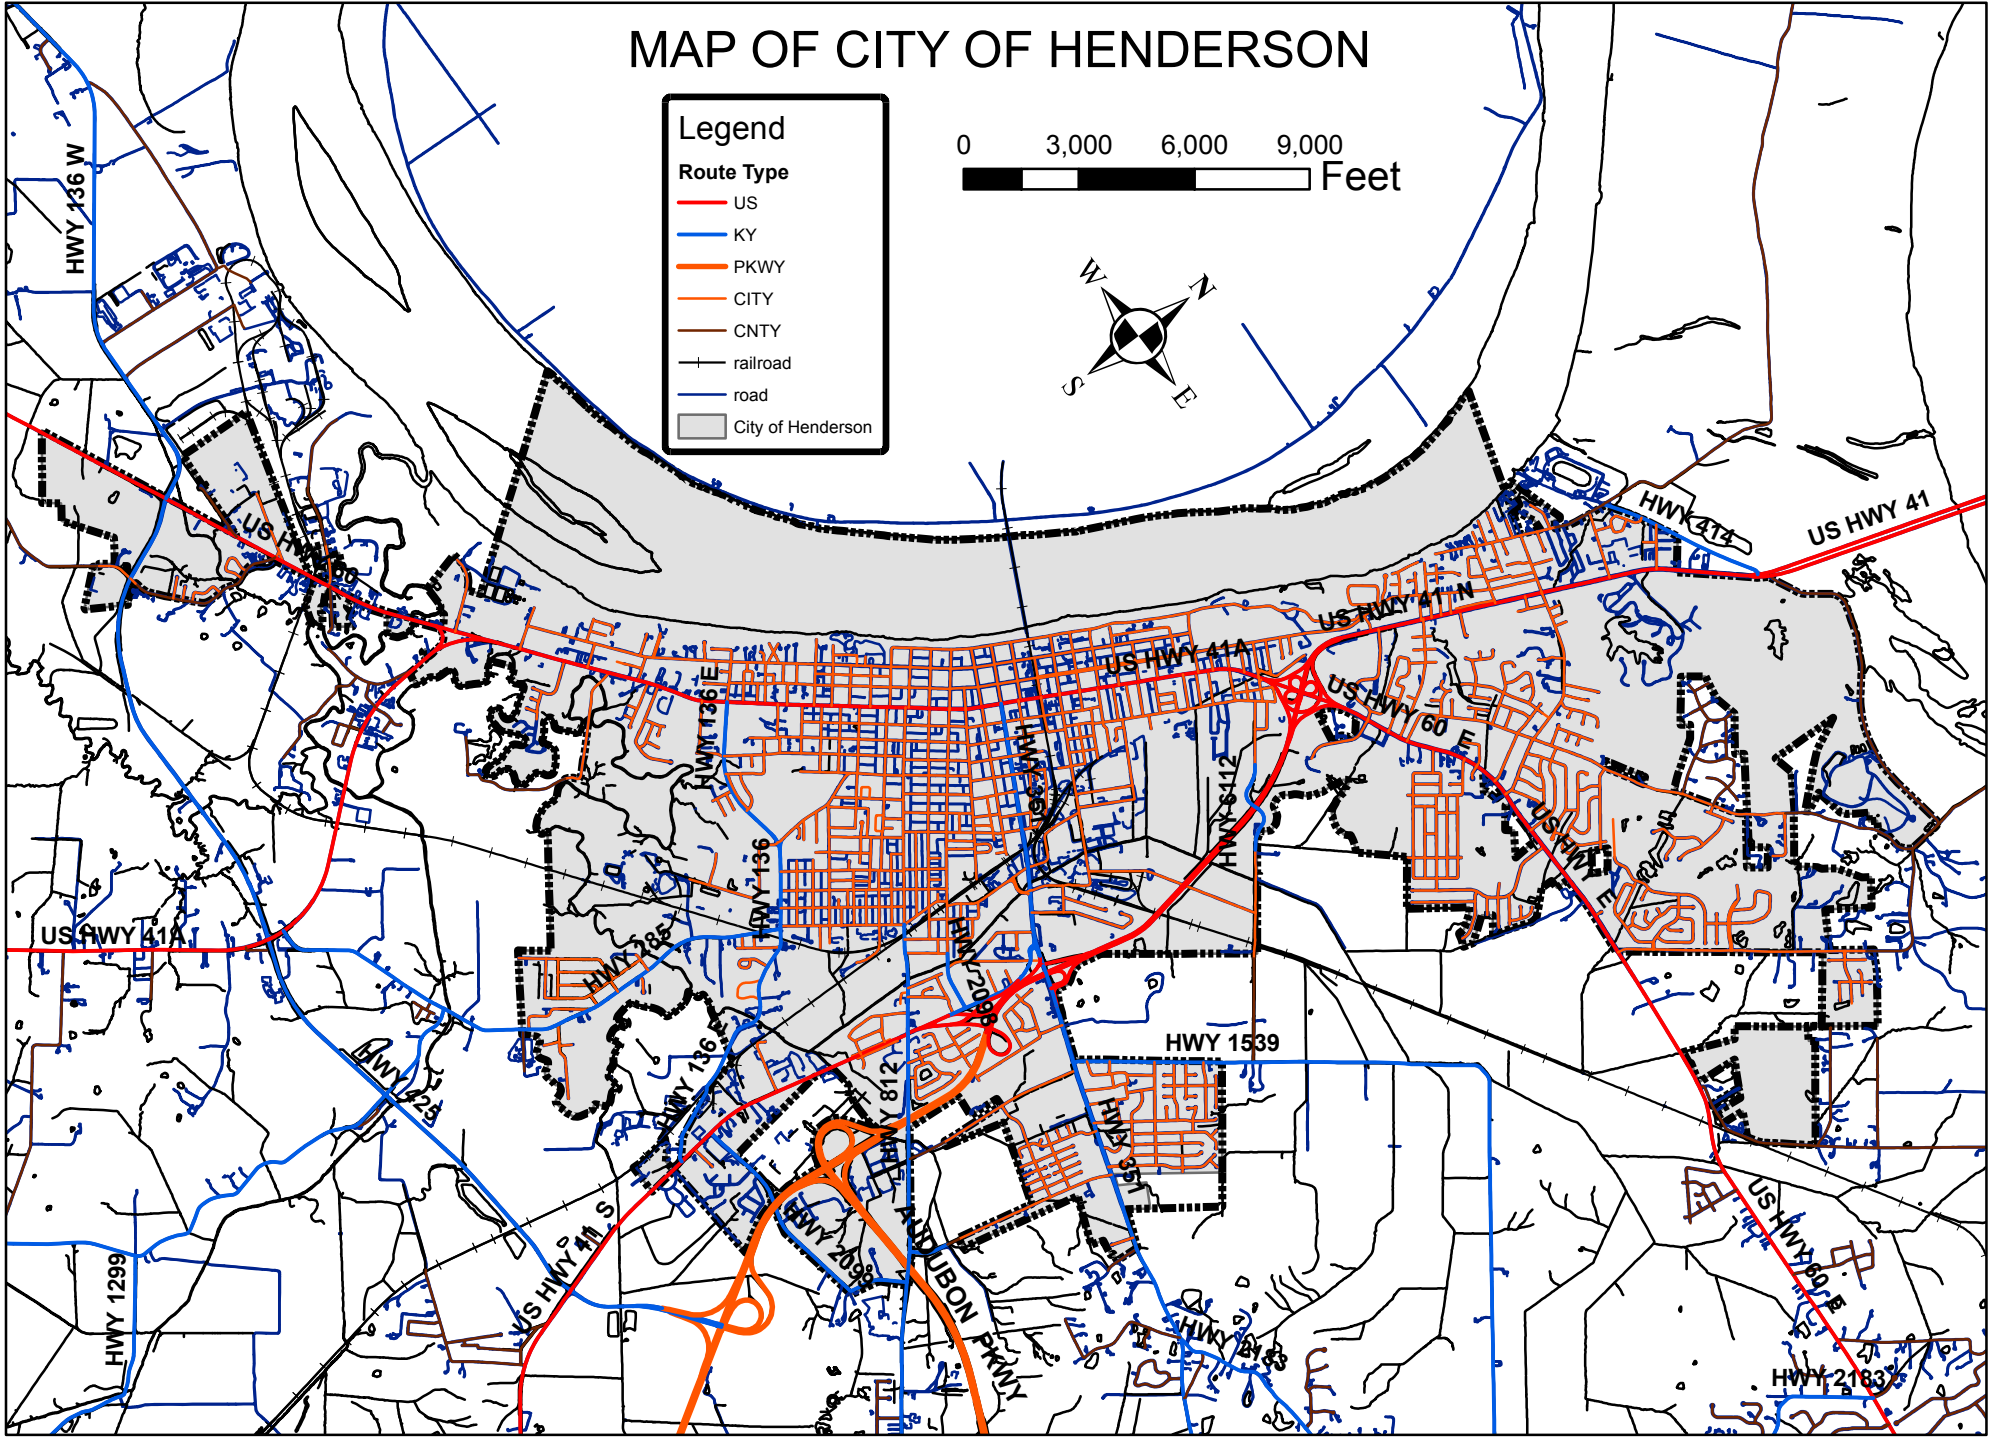 MAP OF CITY OF HENDERSON
Legend
Route Type
US
KY
PKWY
CITY
CNTY
railroad
road
City of Henderson
0 3,000 6,000 9,000
Feet
W
N
S
E
HWY 136 W
US HWY 60
HWY 414
US HWY 41
US HWY 41 N
US HWY 41A
HWY 136 E
US HWY 60 E
HWY 351
HWY 6112
US HWY E
HWY 136
US HWY 41A
HWY 285
HWY 2098
HWY 1539
HWY 136
HWY 425
HWY 812
HWY 351
US HWY 41 S
HWY 2099
AUDUBON PKWY
US HWY 60 E
HWY 1299
HWY 2183
HWY 2183